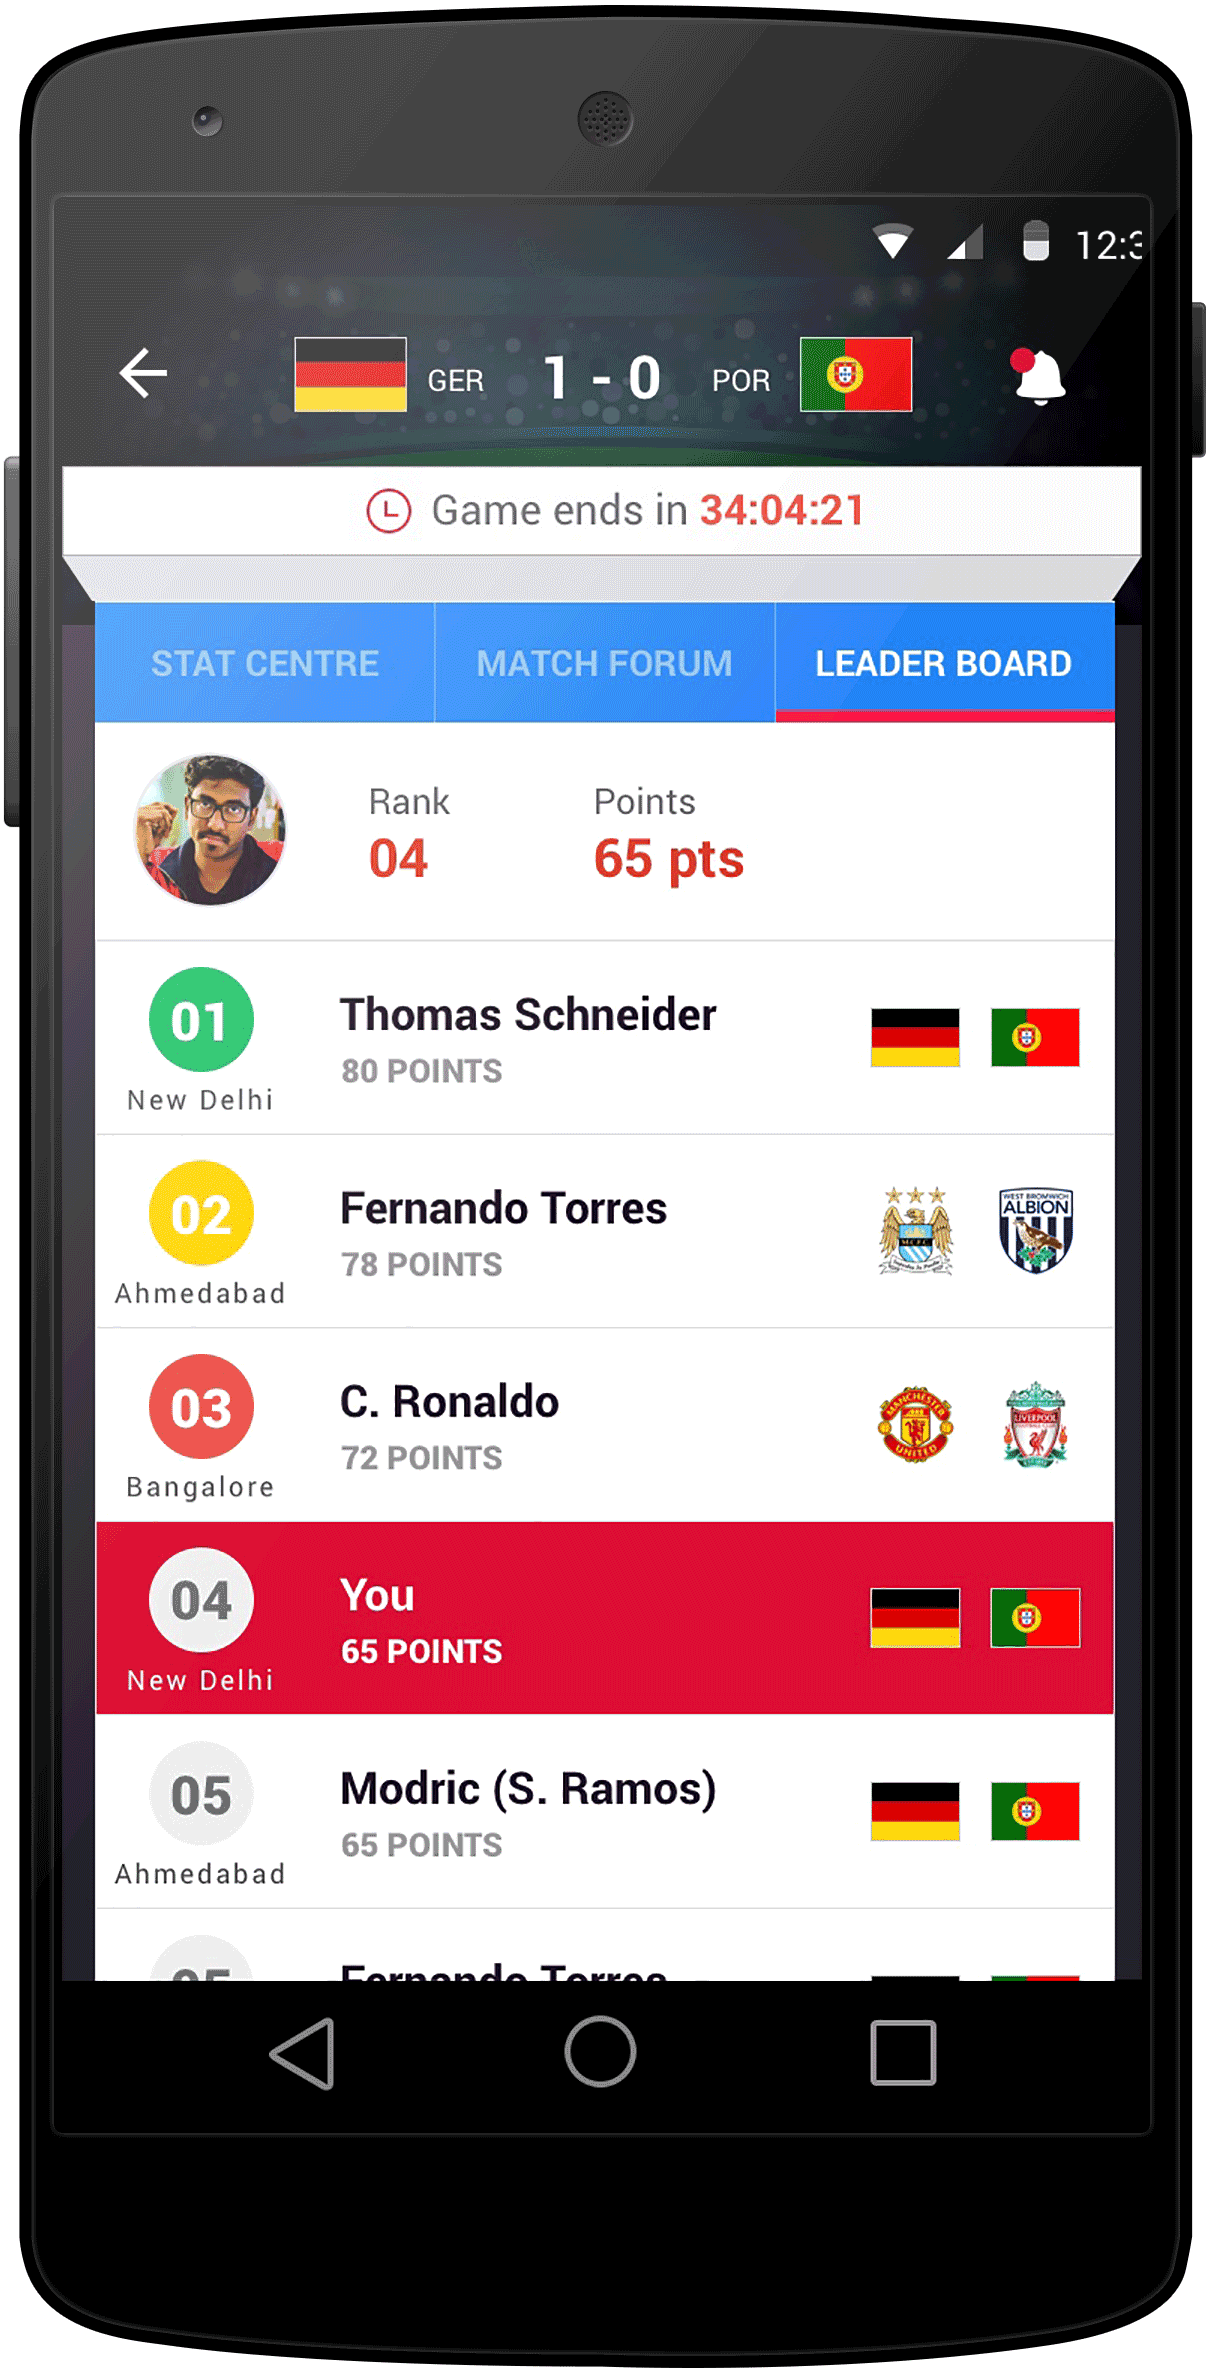 12:3
GER 1 - 0 POR
Game ends in 34:04:21
STAT CENTRE MATCH FORUM LEADER BOARD
Rank Points
04 65 pts
01 Thomas Schneider
80 POINTS
New Delhi
02 Fernando Torres
78 POINTS
Ahmedabad
WEST BROMWICH
ALBION
03 C. Ronaldo
72 POINTS
Bangalore
MANCHESTER
UNITED
LIVERPOOL
04 You
65 POINTS
New Delhi
05 Modric (S. Ramos)
65 POINTS
Ahmedabad
05 Fernando Torres